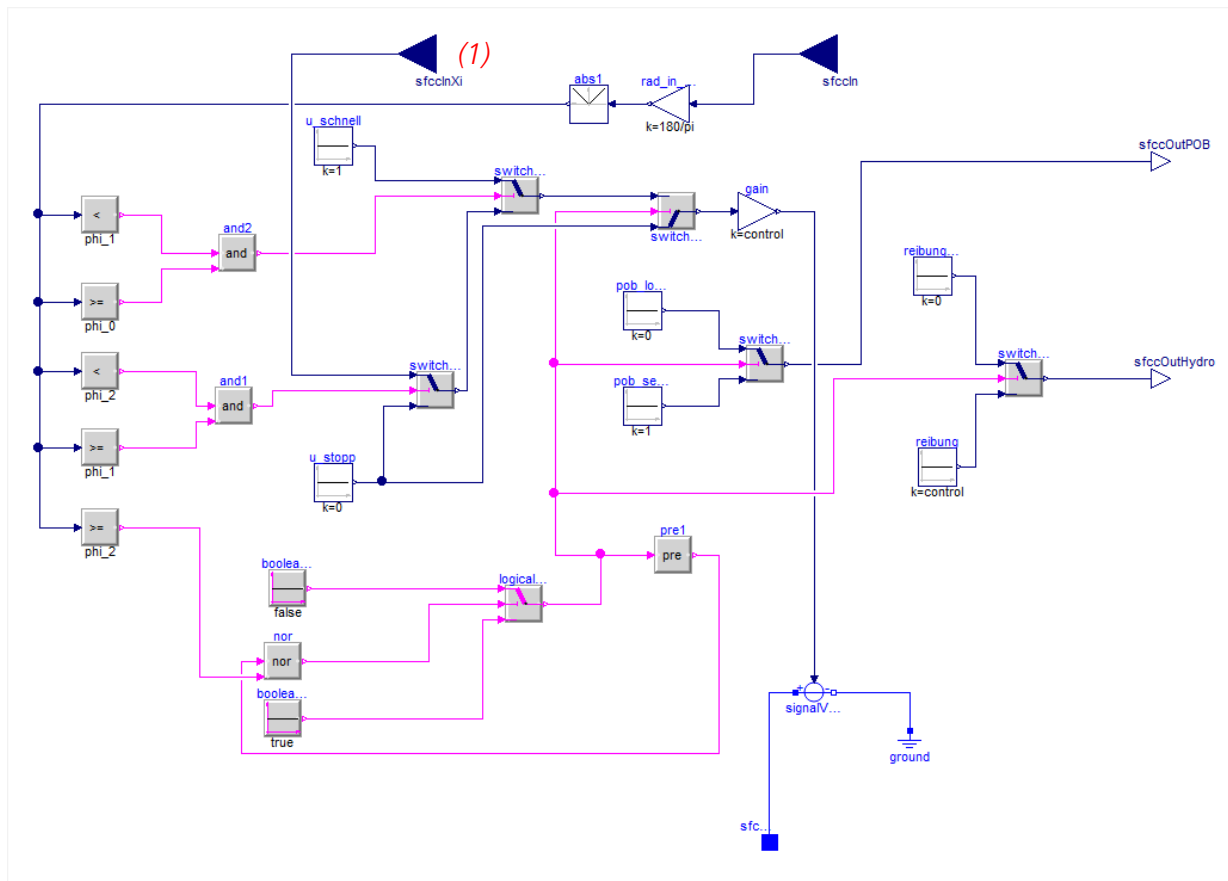 (1)
sfccInXi
sfccIn
abs1
rad_in_...
k=180/pi
u_schnell
k=1
sfccOutPOB
switch...
gain
k=control
switch...
<
phi_1
and2
and
>=
phi_0
reibung...
k=0
pob_lo...
k=0
switch...
<
phi_2
and1
and
switch...
switch...
sfccOutHydro
pob_se...
k=1
>=
phi_1
u_stopp
k=0
reibung
k=control
>=
phi_2
pre1
pre
boolea...
false
logical...
nor
nor
boolea...
true
+
-
signalV...
ground
sfc...